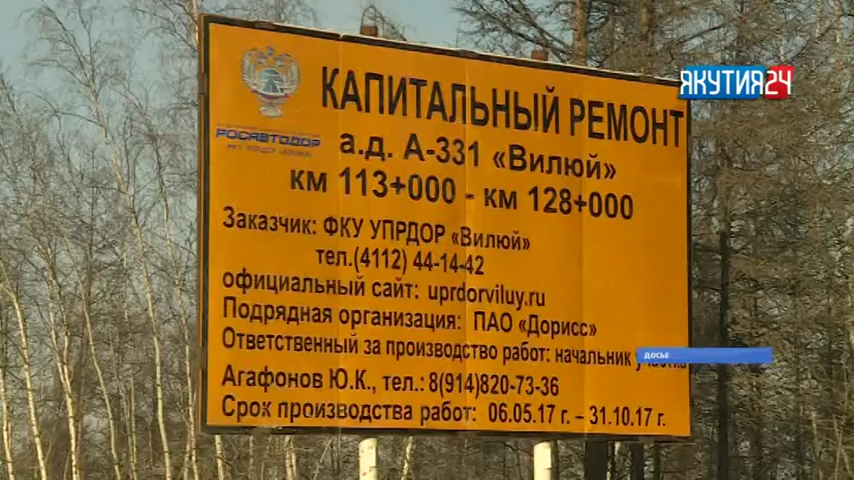 КАПИТАЛЬНЫЙ РЕМОНТ
ЯКУТИЯ24
РОСАВТОДОР
а.д. А-331 «Вилюй»
км 113+000 - км 128+000
Заказчик: ФКУ УПРДОР «Вилюй»
тел.(4112) 44-14-42
официальный сайт: uprdorviluy.ru
Подрядная организация: ПАО «Дорисс»
Ответственный за производство работ: начальник участка
ДОСЬЕ
Агафонов Ю.К., тел.: 8(914)820-73-36
Срок производства работ: 06.05.17 г. – 31.10.17 г.